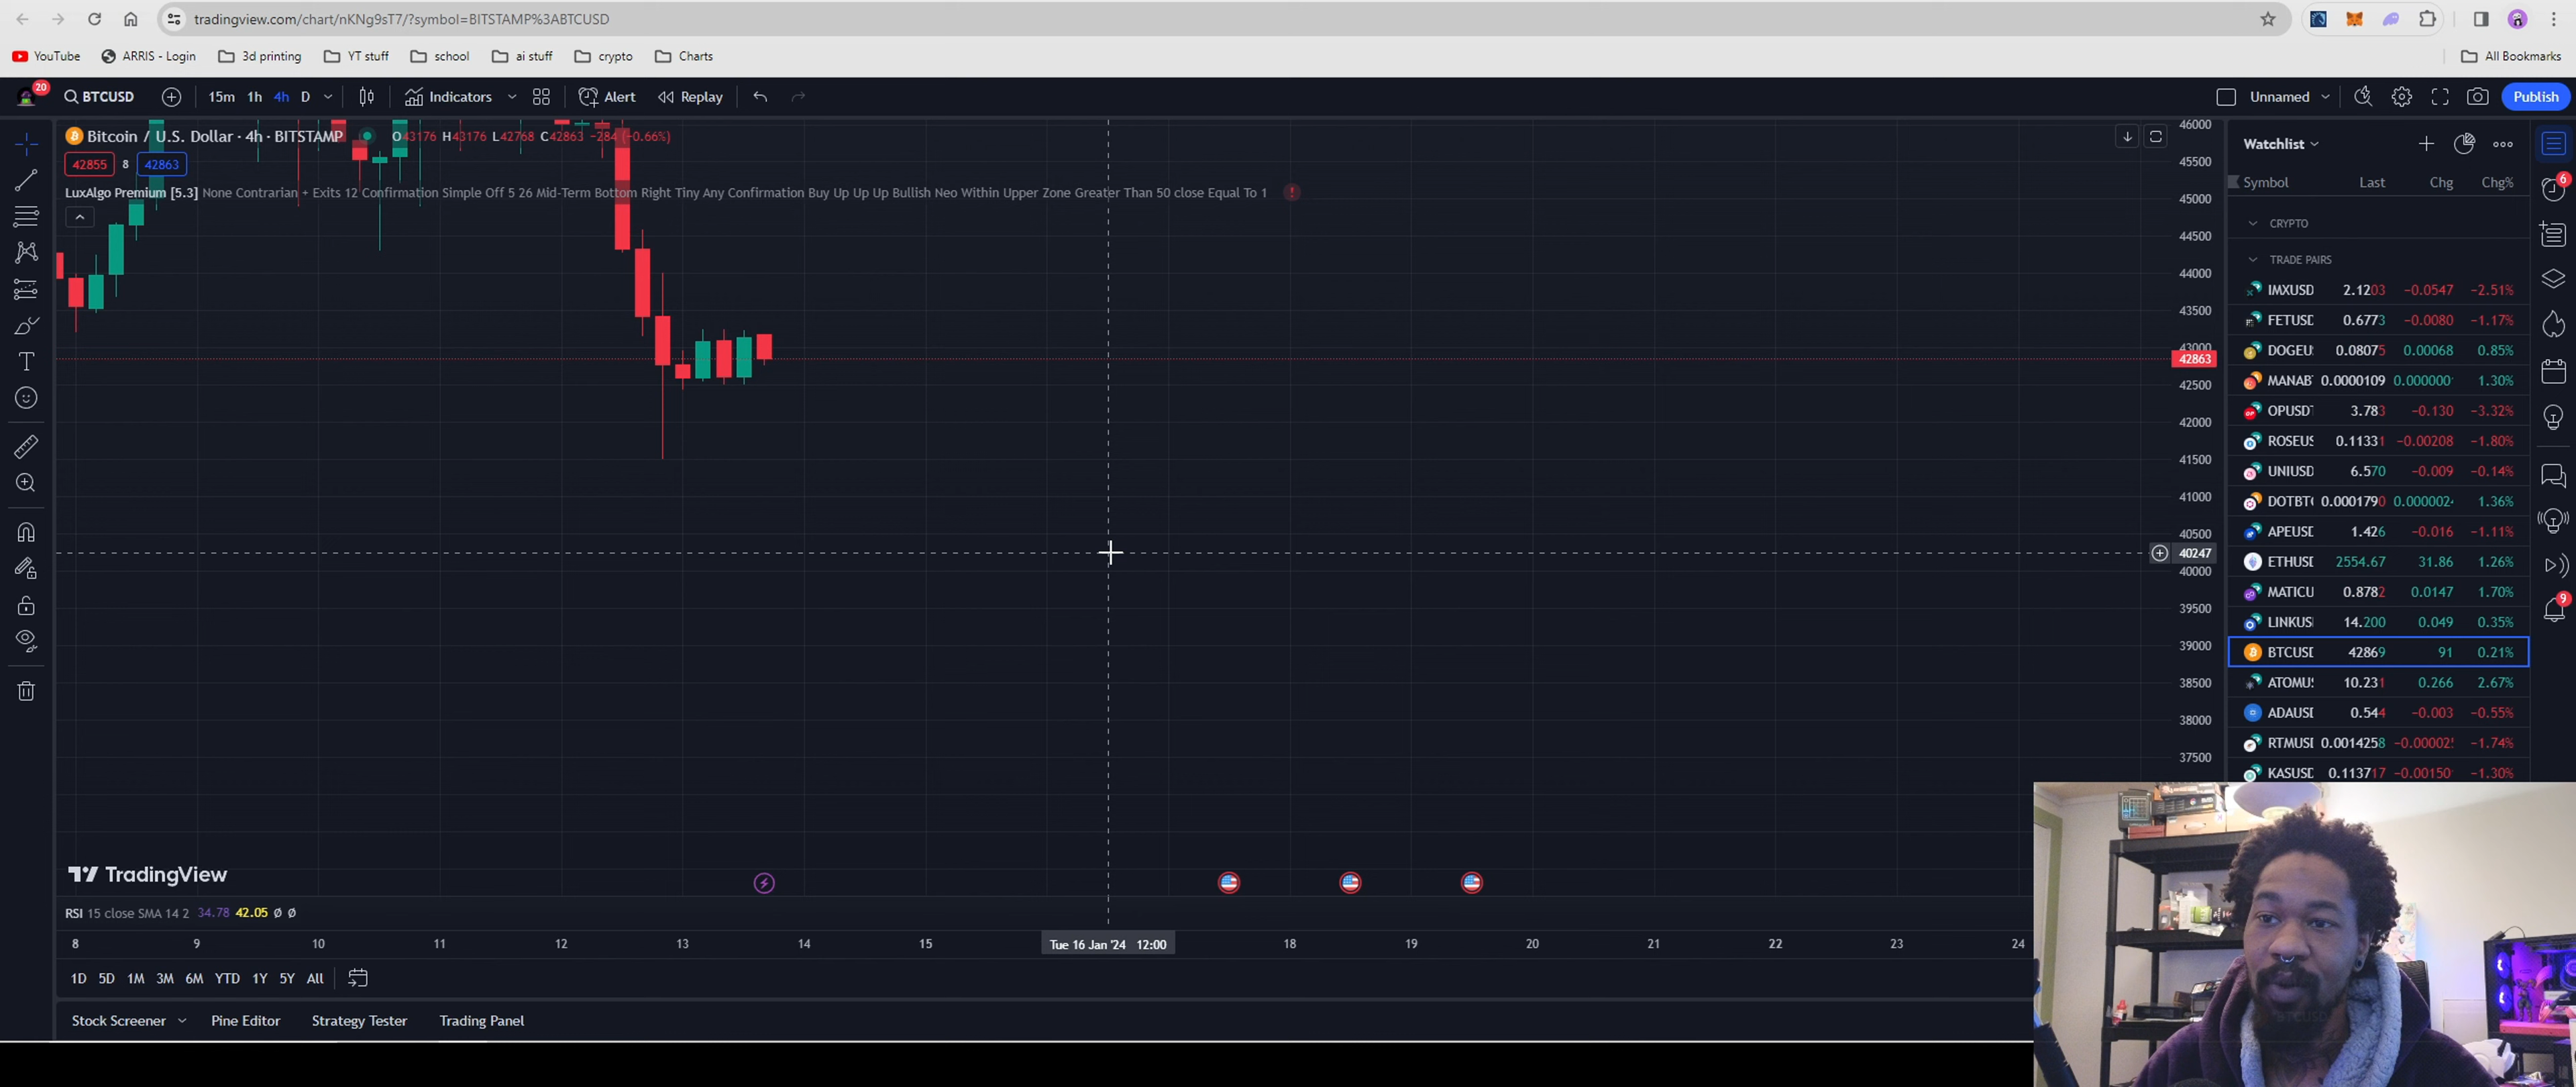 tradingview.com/chart/nKNg9sT7/?symbol=BITSTAMP%3ABTCUSD
YouTube ARRIS - Login 3d printing YT stuff school ai stuff crypto Charts All Bookmarks
20 BTCUSD 15m 1h 4h D Indicators Alert Replay Unnamed Publish
Bitcoin / U.S. Dollar · 4h · BITSTAMP O43176 H43176 L42768 C42863 −284 (−0.66%)
42855 8 42863
LuxAlgo Premium [5.3] None Contrarian + Exits 12 Confirmation Simple Off 5 26 Mid-Term Bottom Right Tiny Any Confirmation Buy Up Up Up Bullish Neo Within Upper Zone Greater Than 50 close Equal To 1
46000
45500
45000
44500
44000
43500
43000
42863
42500
42000
41500
41000
40500
40247
40000
39500
39000
38500
38000
37500
Watchlist
Symbol Last Chg Chg%
CRYPTO
TRADE PAIRS
IMXUSD 2.1203 −0.0547 −2.51%
FETUSD 0.6773 −0.0080 −1.17%
DOGEU 0.08075 0.00068 0.85%
MANAB 0.0000109 0.000000 1.30%
OPUSD 3.783 −0.130 −3.32%
ROSEUS 0.11331 −0.00208 −1.80%
UNIUSD 6.570 −0.009 −0.14%
DOTBT 0.0001790 0.000002 1.36%
APEUSD 1.426 −0.016 −1.11%
ETHUSD 2554.67 31.86 1.26%
MATICU 0.8782 0.0147 1.70%
LINKUS 14.200 0.049 0.35%
BTCUSD 42869 91 0.21%
ATOMU 10.231 0.266 2.67%
ADAUSD 0.544 −0.003 −0.55%
RTMUSD 0.0014258 −0.00002 −1.74%
KASUSD 0.113717 −0.00150 −1.30%
6
9
TradingView
RSI 15 close SMA 14 2 34.78 42.05 ∅ ∅
8 9 10 11 12 13 14 15 Tue 16 Jan '24 12:00 18 19 20 21 22 23 24
1D 5D 1M 3M 6M YTD 1Y 5Y All
Stock Screener Pine Editor Strategy Tester Trading Panel